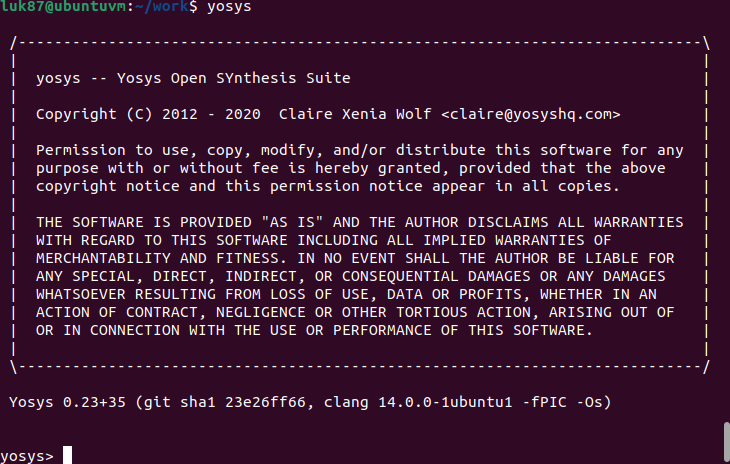 luk87@ubuntuvm:~/work$ yosys
/----------------------------------------------------------------------------\
|                                                                            |
|  yosys -- Yosys Open SYnthesis Suite                                       |
|                                                                            |
|  Copyright (C) 2012 - 2020  Claire Xenia Wolf <claire@yosyshq.com>         |
|                                                                            |
|  Permission to use, copy, modify, and/or distribute this software for any  |
|  purpose with or without fee is hereby granted, provided that the above    |
|  copyright notice and this permission notice appear in all copies.         |
|                                                                            |
|  THE SOFTWARE IS PROVIDED "AS IS" AND THE AUTHOR DISCLAIMS ALL WARRANTIES  |
|  WITH REGARD TO THIS SOFTWARE INCLUDING ALL IMPLIED WARRANTIES OF          |
|  MERCHANTABILITY AND FITNESS. IN NO EVENT SHALL THE AUTHOR BE LIABLE FOR   |
|  ANY SPECIAL, DIRECT, INDIRECT, OR CONSEQUENTIAL DAMAGES OR ANY DAMAGES    |
|  WHATSOEVER RESULTING FROM LOSS OF USE, DATA OR PROFITS, WHETHER IN AN     |
|  ACTION OF CONTRACT, NEGLIGENCE OR OTHER TORTIOUS ACTION, ARISING OUT OF   |
|  OR IN CONNECTION WITH THE USE OR PERFORMANCE OF THIS SOFTWARE.            |
|                                                                            |
\----------------------------------------------------------------------------/
Yosys 0.23+35 (git sha1 23e26ff66, clang 14.0.0-1ubuntu1 -fPIC -Os)
yosys>